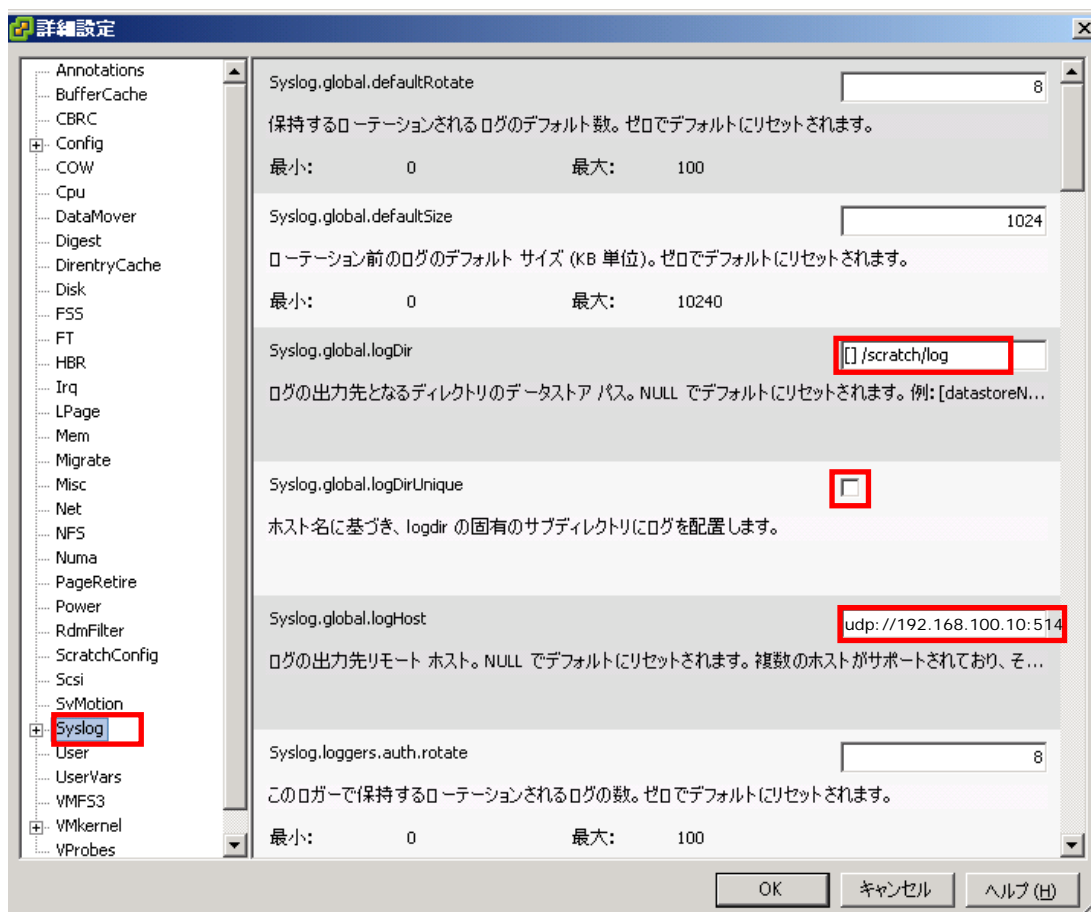 詳細設定
Annotations
BufferCache
CBRC
Config
COW
Cpu
DataMover
Digest
DirentryCache
Disk
FSS
FT
HBR
Irq
LPage
Mem
Migrate
Misc
Net
NFS
Numa
PageRetire
Power
RdmFilter
ScratchConfig
Scsi
SvMotion
Syslog
User
UserVars
VMFS3
VMkernel
VProbes
Syslog.global.defaultRotate 8
保持するローテーションされるログのデフォルト数。ゼロでデフォルトにリセットされます。
最小: 0 最大: 100
Syslog.global.defaultSize 1024
ローテーション前のログのデフォルト サイズ (KB 単位)。ゼロでデフォルトにリセットされます。
最小: 0 最大: 10240
Syslog.global.logDir [] /scratch/log
ログの出力先となるディレクトリのデータストア パス。NULL でデフォルトにリセットされます。例: [datastoreN...
Syslog.global.logDirUnique
ホスト名に基づき、logdir の固有のサブディレクトリにログを配置します。
Syslog.global.logHost udp://192.168.100.10:514
ログの出力先リモート ホスト。NULL でデフォルトにリセットされます。複数のホストがサポートされており、そ...
Syslog.loggers.auth.rotate 8
このロガーで保持するローテーションされるログの数。ゼロでデフォルトにリセットされます。
最小: 0 最大: 100
OK キャンセル ヘルプ (H)